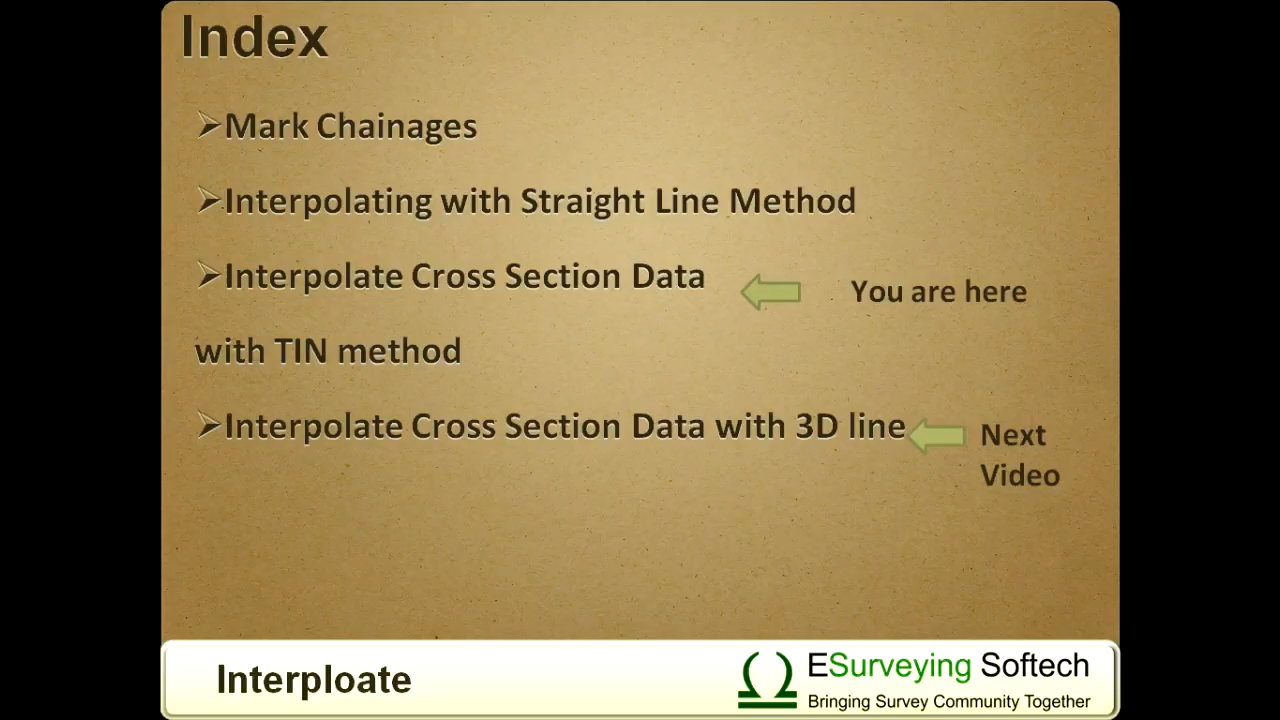 Index
Mark Chainages
Interpolating with Straight Line Method
Interpolate Cross Section Data
You are here
with TIN method
Interpolate Cross Section Data with 3D line
Next
Video
Interploate
ESurveying Softech
Bringing Survey Community Together